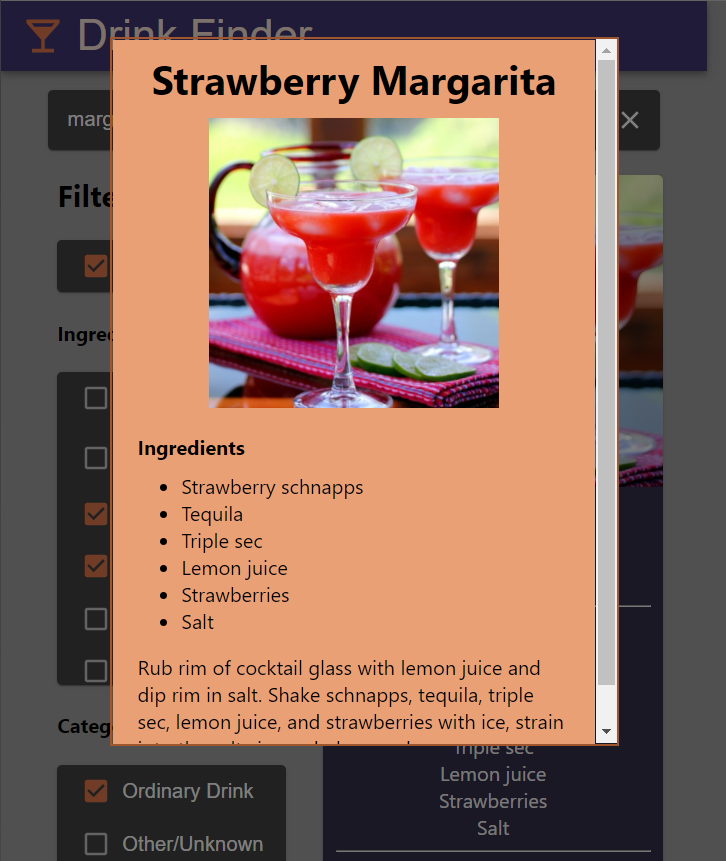 Drink Finder
marg
Strawberry Margarita
Filte
Ingre
Ingredients
Strawberry schnapps
Tequila
Triple sec
Lemon juice
Strawberries
Salt
Rub rim of cocktail glass with lemon juice and
dip rim in salt. Shake schnapps, tequila, triple
sec, lemon juice, and strawberries with ice, strain
Categ
Ordinary Drink
Other/Unknown
Triple sec
Lemon juice
Strawberries
Salt